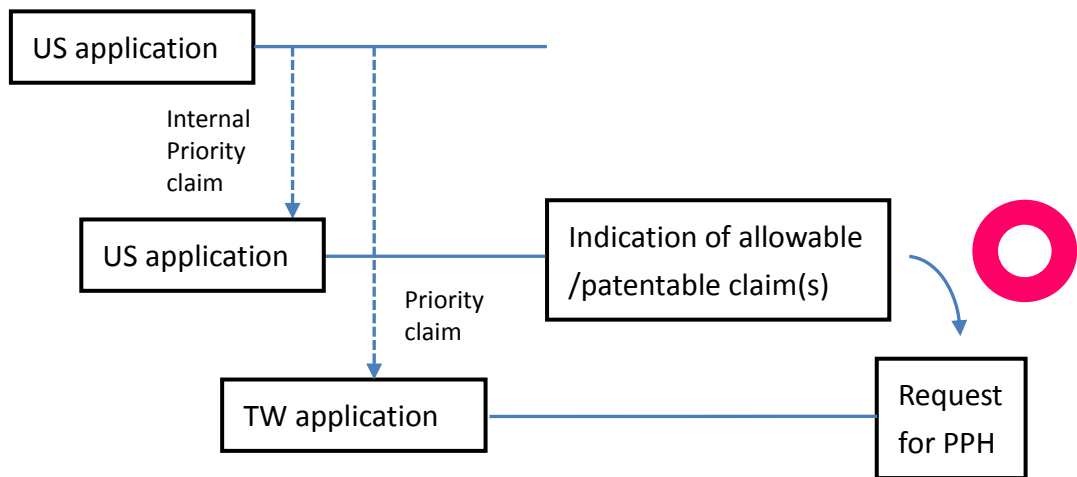 US application
Internal
Priority
claim
US application
Indication of allowable
/patentable claim(s)
Priority
claim
TW application
Request
for PPH